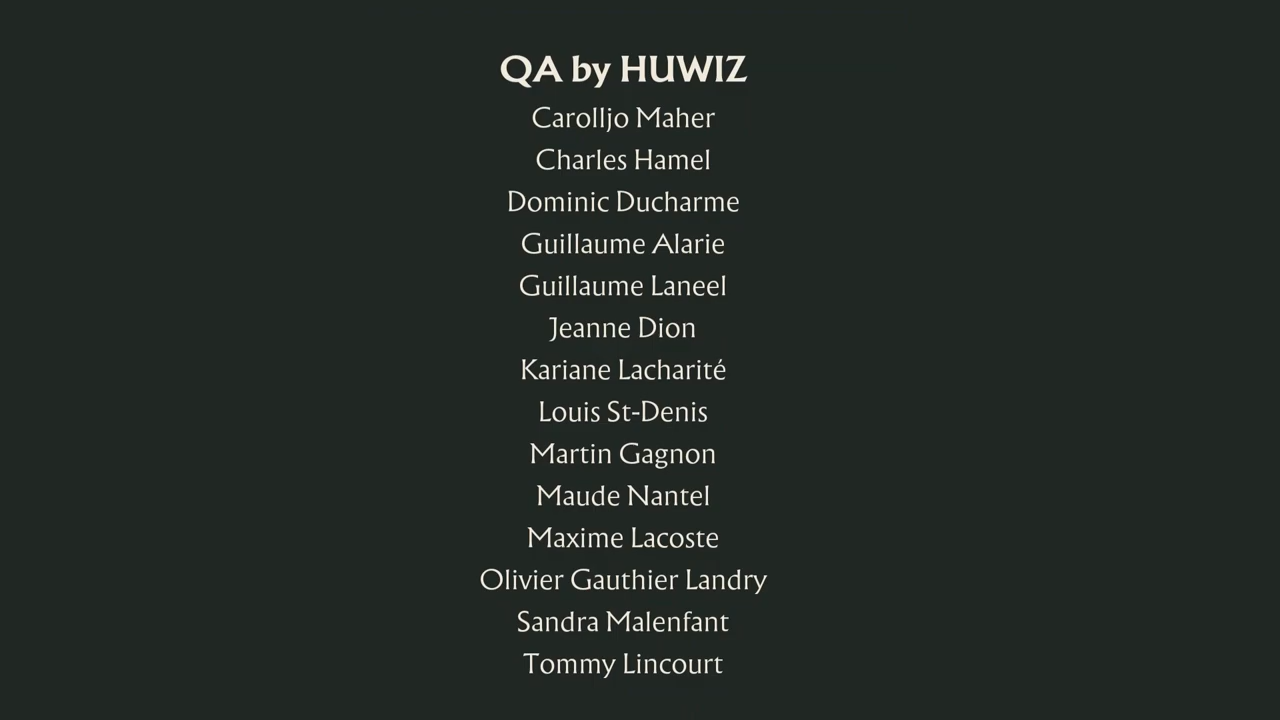 QA by HUWIZ
Carolljo Maher
Charles Hamel
Dominic Ducharme
Guillaume Alarie
Guillaume Laneel
Jeanne Dion
Kariane Lacharité
Louis St-Denis
Martin Gagnon
Maude Nantel
Maxime Lacoste
Olivier Gauthier Landry
Sandra Malenfant
Tommy Lincourt